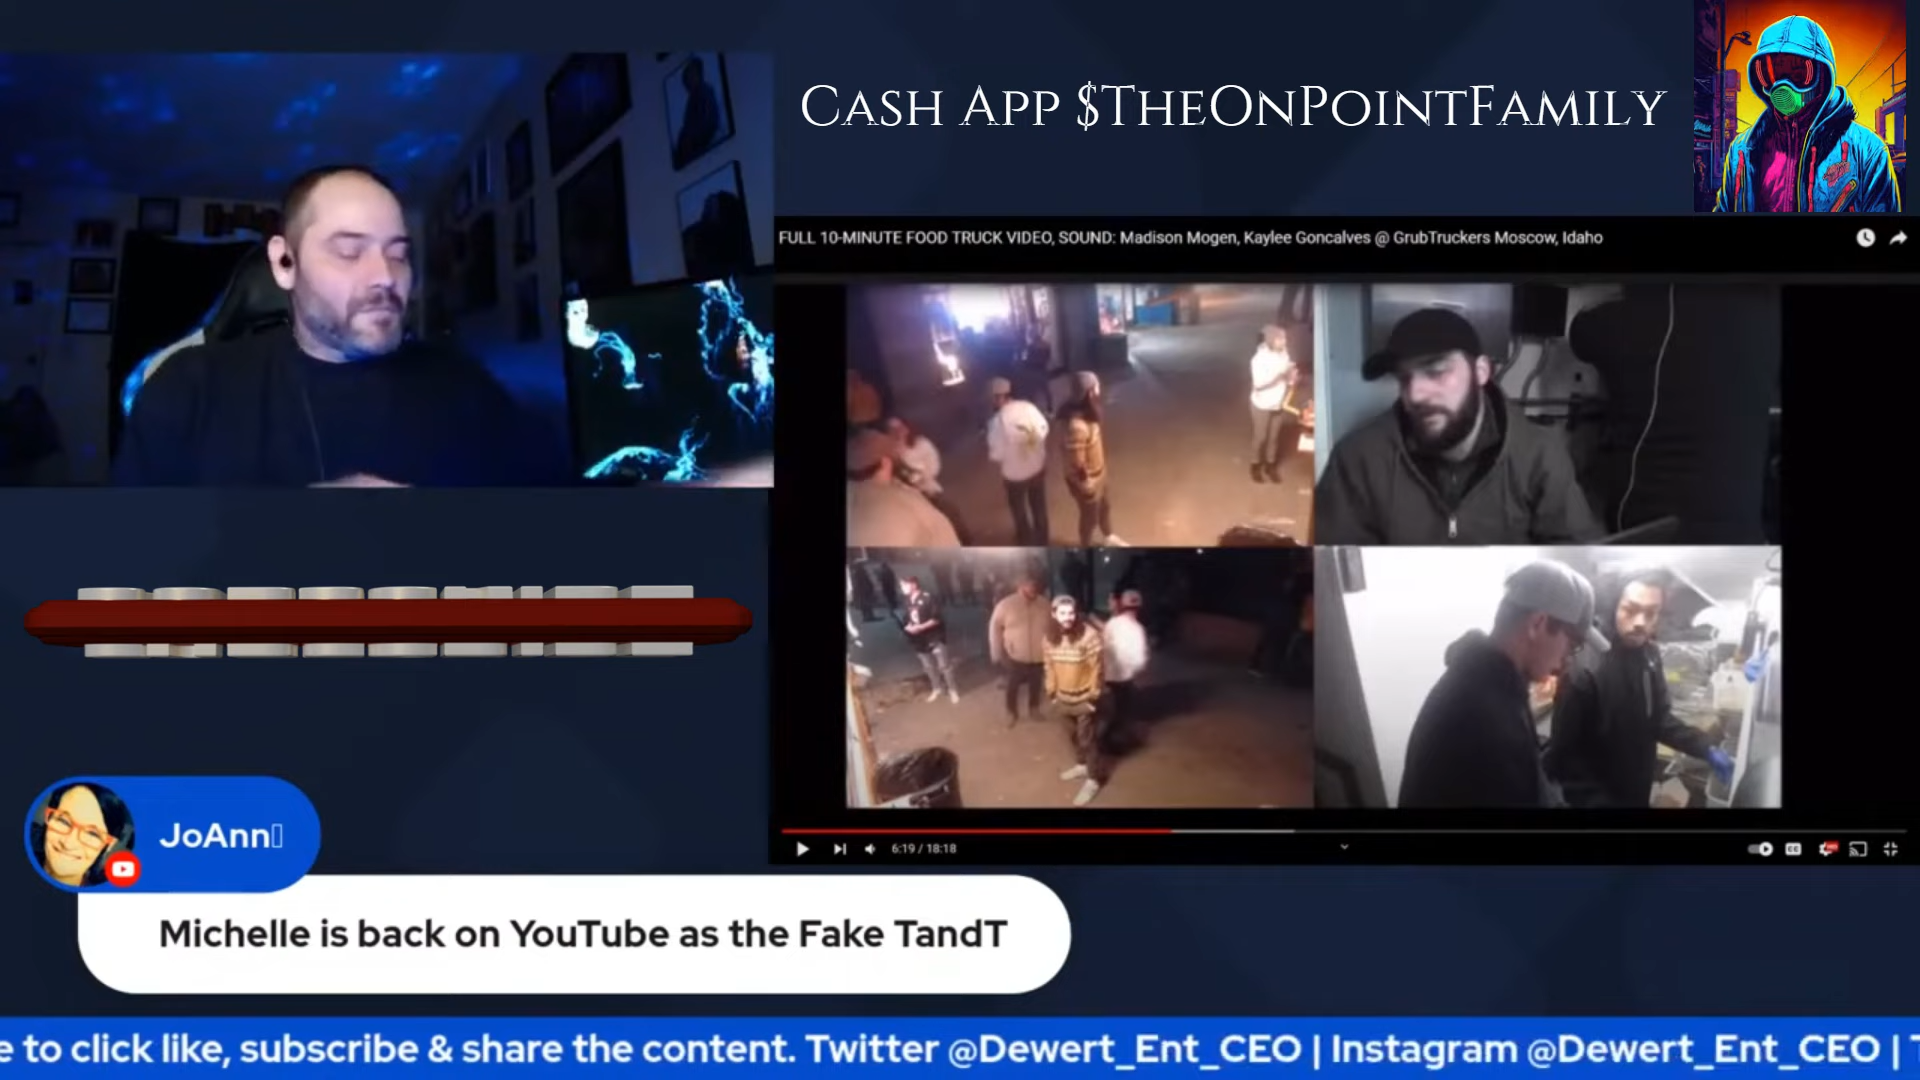 CASH APP $THEONPOINTFAMILY
FULL 10-MINUTE FOOD TRUCK VIDEO, SOUND: Madison Mogen, Kaylee Goncalves @ GrubTruckers Moscow, Idaho
6:19 / 18:18
JoAnn
Michelle is back on YouTube as the Fake TandT
e to click like, subscribe & share the content. Twitter @Dewert_Ent_CEO | Instagram @Dewert_Ent_CEO | T